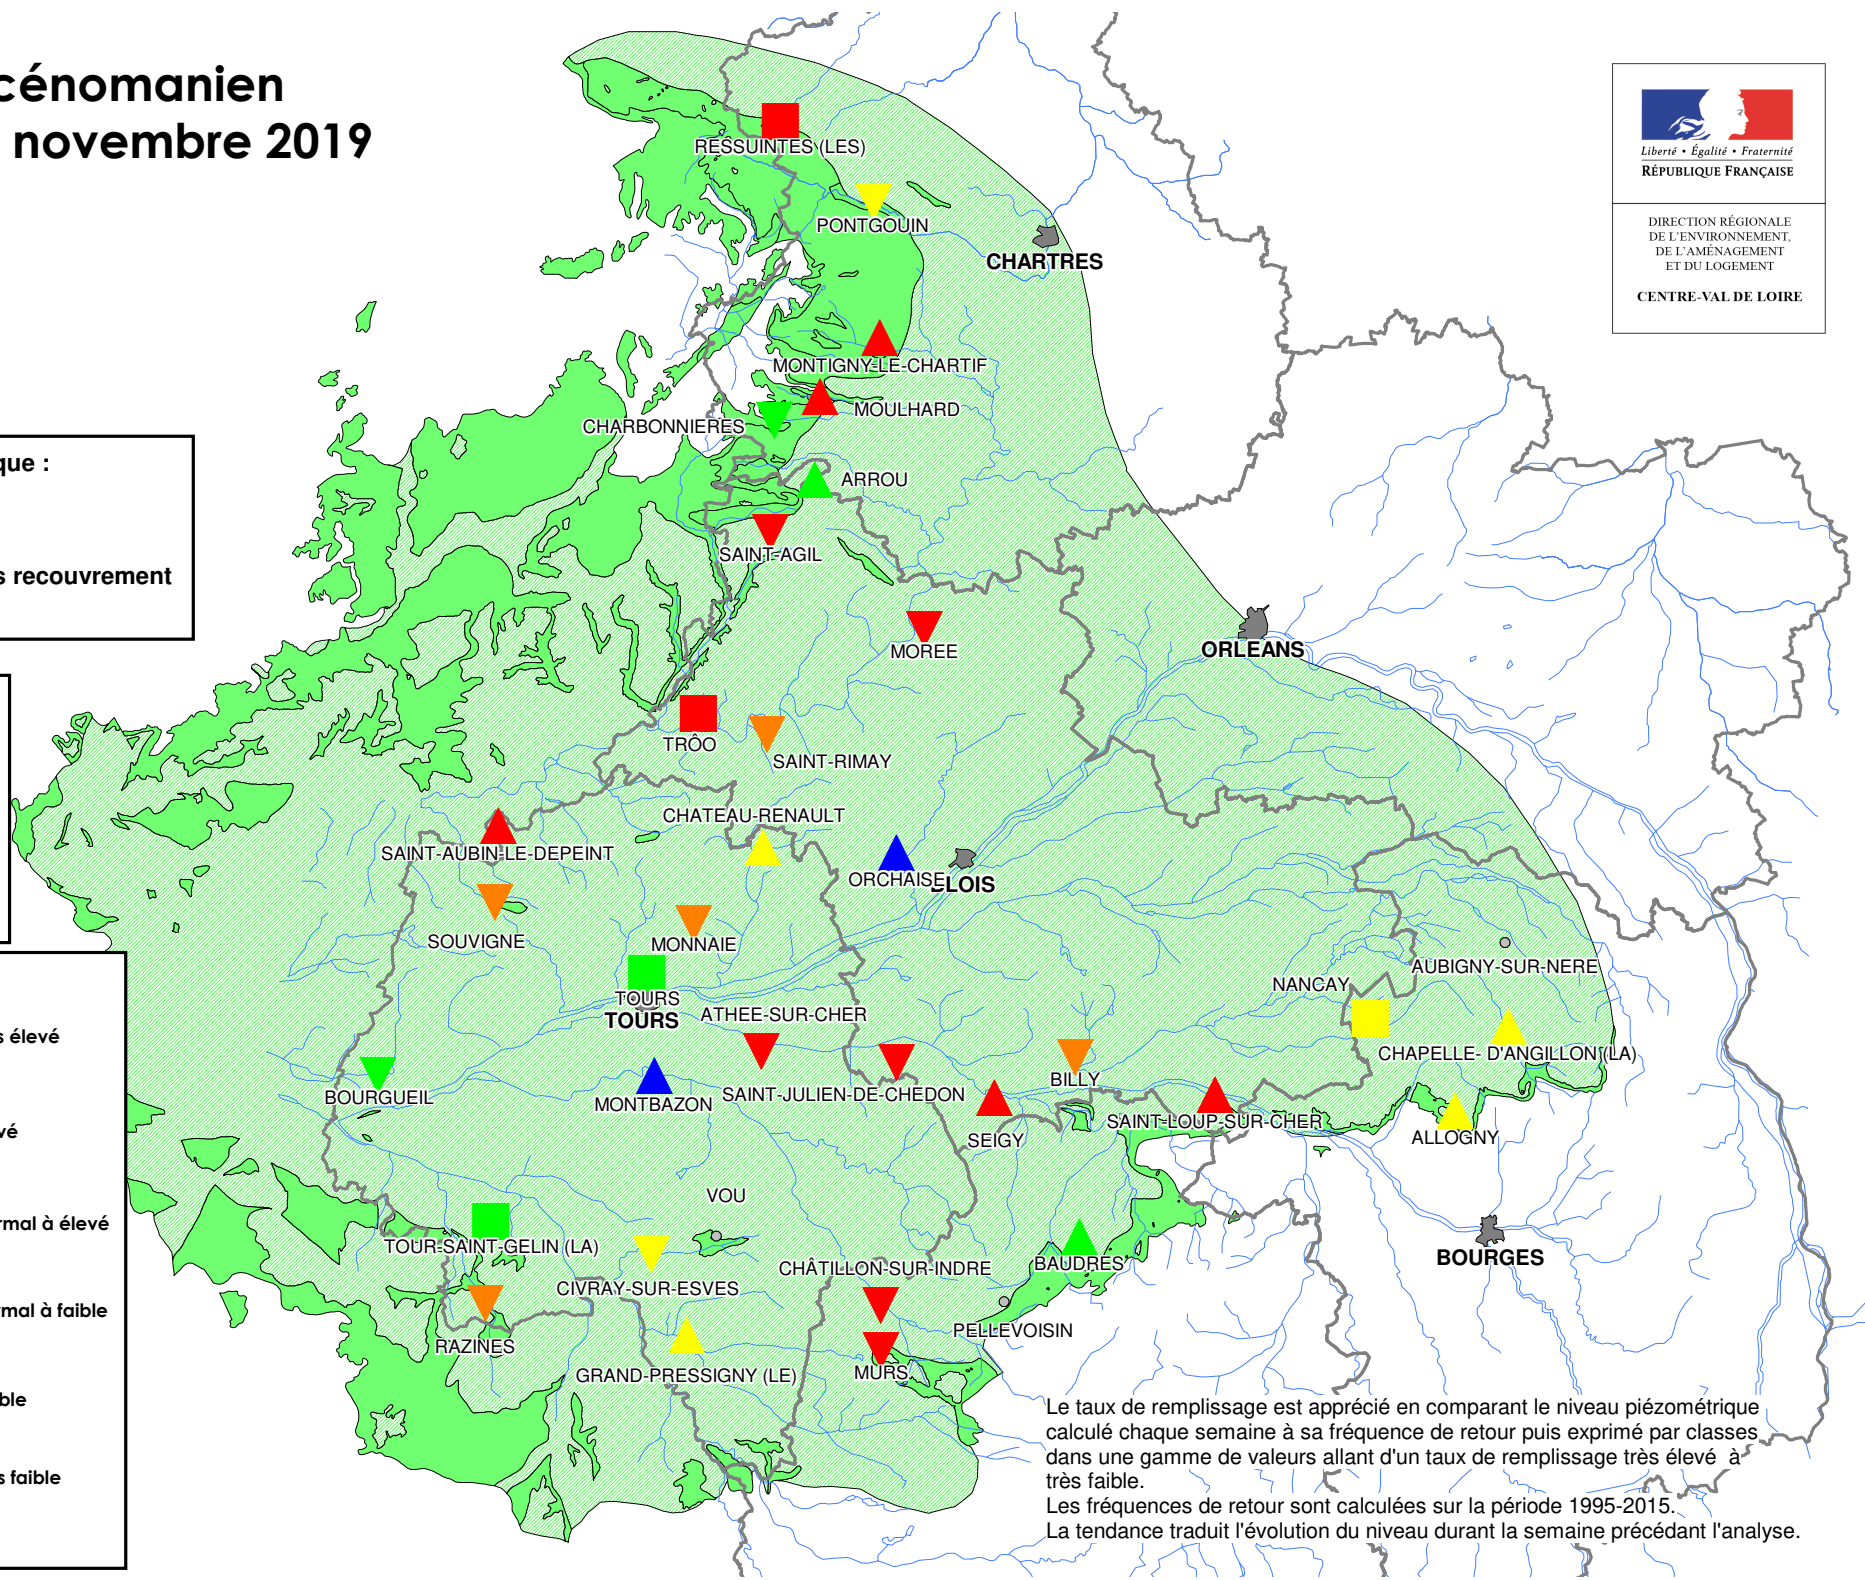 cénomanien
novembre 2019
Liberté • Égalité • Fraternité
RÉPUBLIQUE FRANÇAISE
DIRECTION RÉGIONALE
DE L'ENVIRONNEMENT,
DE L'AMÉNAGEMENT
ET DU LOGEMENT
CENTRE-VAL DE LOIRE
RESSUINTES (LES)
PONTGOUIN
CHARTRES
MONTIGNY-LE-CHARTIF
MOULHARD
CHARBONNIERES
que :
ARROU
SAINT-AGIL
s recouvrement
MOREE
ORLEANS
TRÔO
SAINT-RIMAY
CHATEAU-RENAULT
SAINT-AUBIN-LE-DEPEINT
ORCHAISE
BLOIS
SOUVIGNE
MONNAIE
AUBIGNY-SUR-NERE
NANCAY
TOURS
TOURS
ATHEE-SUR-CHER
s élevé
CHAPELLE- D'ANGILLON (LA)
BILLY
BOURGUEIL
MONTBAZON
SAINT-JULIEN-DE-CHEDON
SAINT-LOUP-SUR-CHER
vé
SEIGY
ALLOGNY
VOU
rmal à élevé
TOUR-SAINT-GELIN (LA)
BOURGES
CHÂTILLON-SUR-INDRE
BAUDRES
CIVRAY-SUR-ESVES
rmal à faible
PELLEVOISIN
RAZINES
GRAND-PRESSIGNY (LE)
MURS
ble
s faible
Le taux de remplissage est apprécié en comparant le niveau piézométrique
calculé chaque semaine à sa fréquence de retour puis exprimé par classes
dans une gamme de valeurs allant d'un taux de remplissage très élevé à
très faible.
Les fréquences de retour sont calculées sur la période 1995-2015.
La tendance traduit l'évolution du niveau durant la semaine précédant l'analyse.